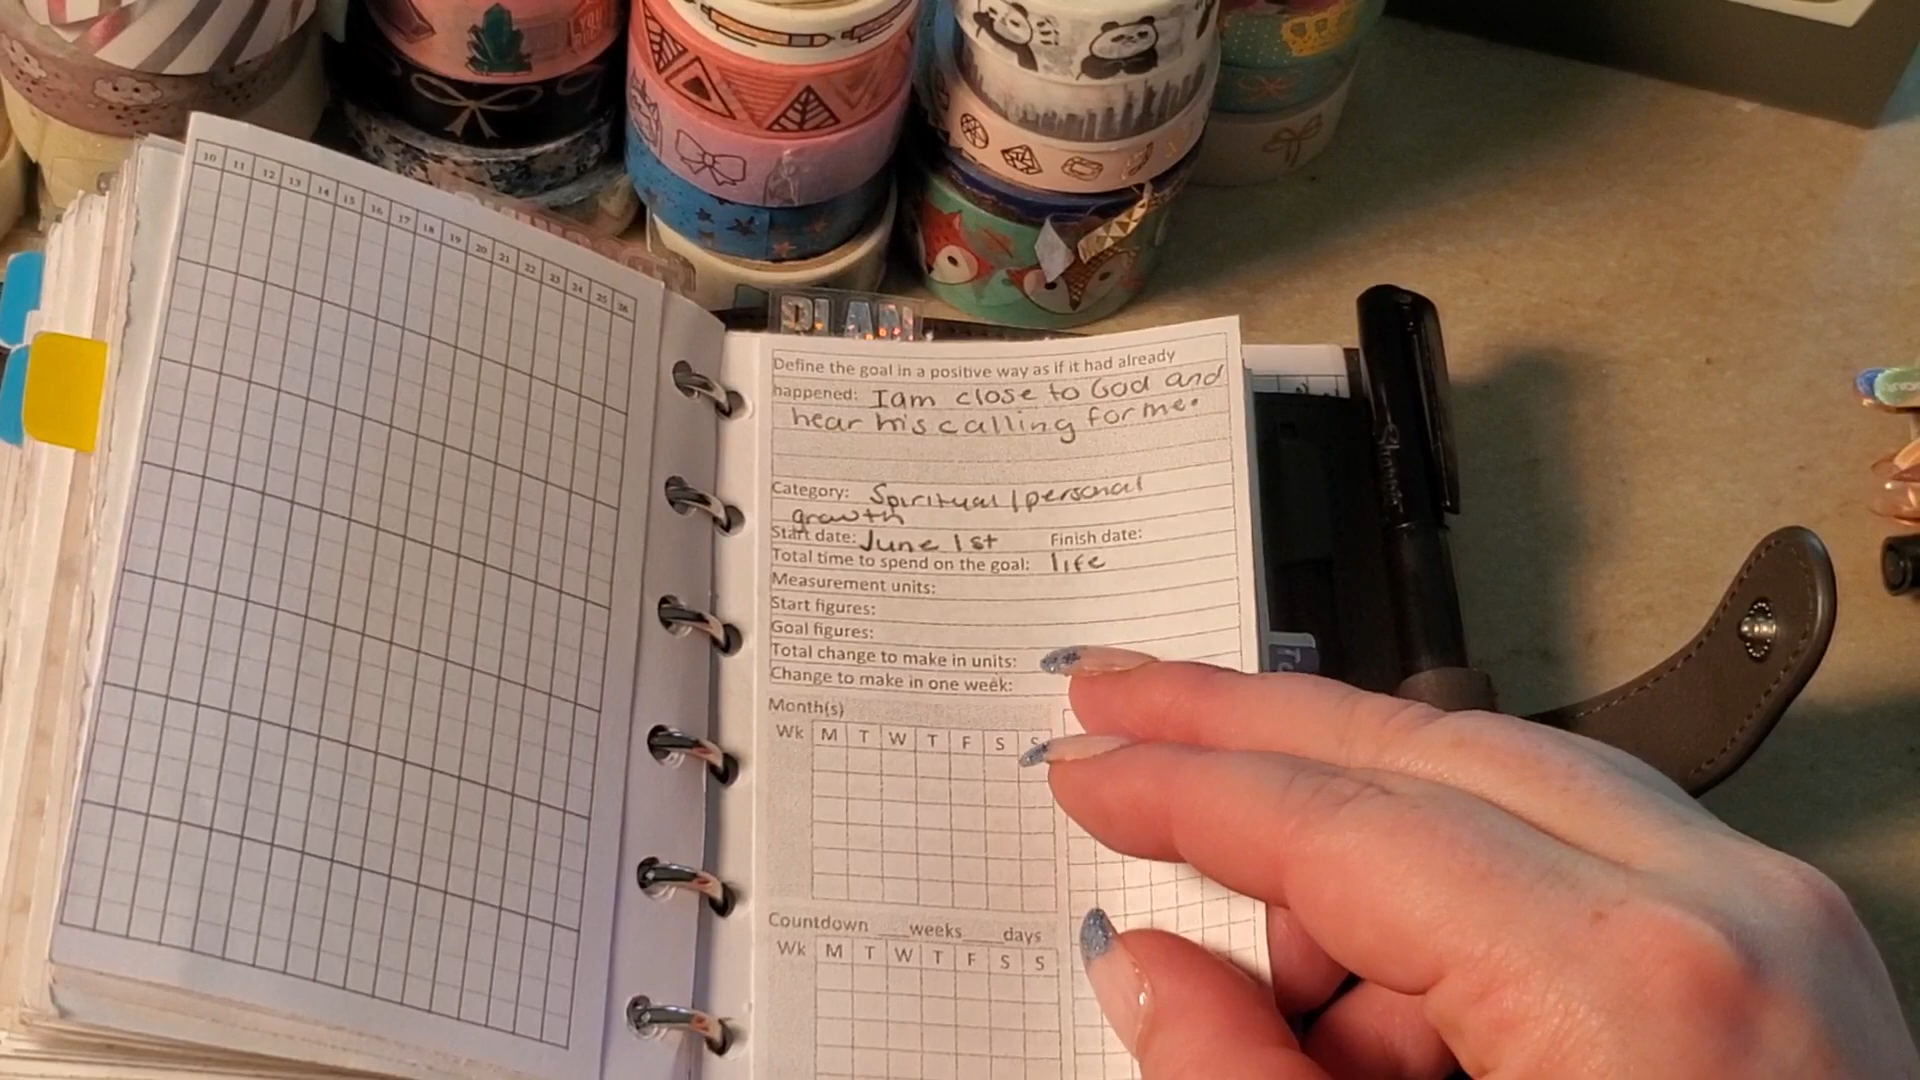 YOU
PLAN
10 11 12 13 14 15 16 17 18 19 20 21 22 23 24 25 26
Define the goal in a positive way as if it had already
happened: I am close to God and
hear his calling for me.
Category: Spiritual/personal
growth
Start date: June 1st Finish date:
Total time to spend on the goal: life
Measurement units:
Start figures:
Goal figures:
Total change to make in units:
Change to make in one week:
Month(s)
Wk M T W T F S S
Countdown ___weeks____days
Wk M T W T F S S
Sharpie